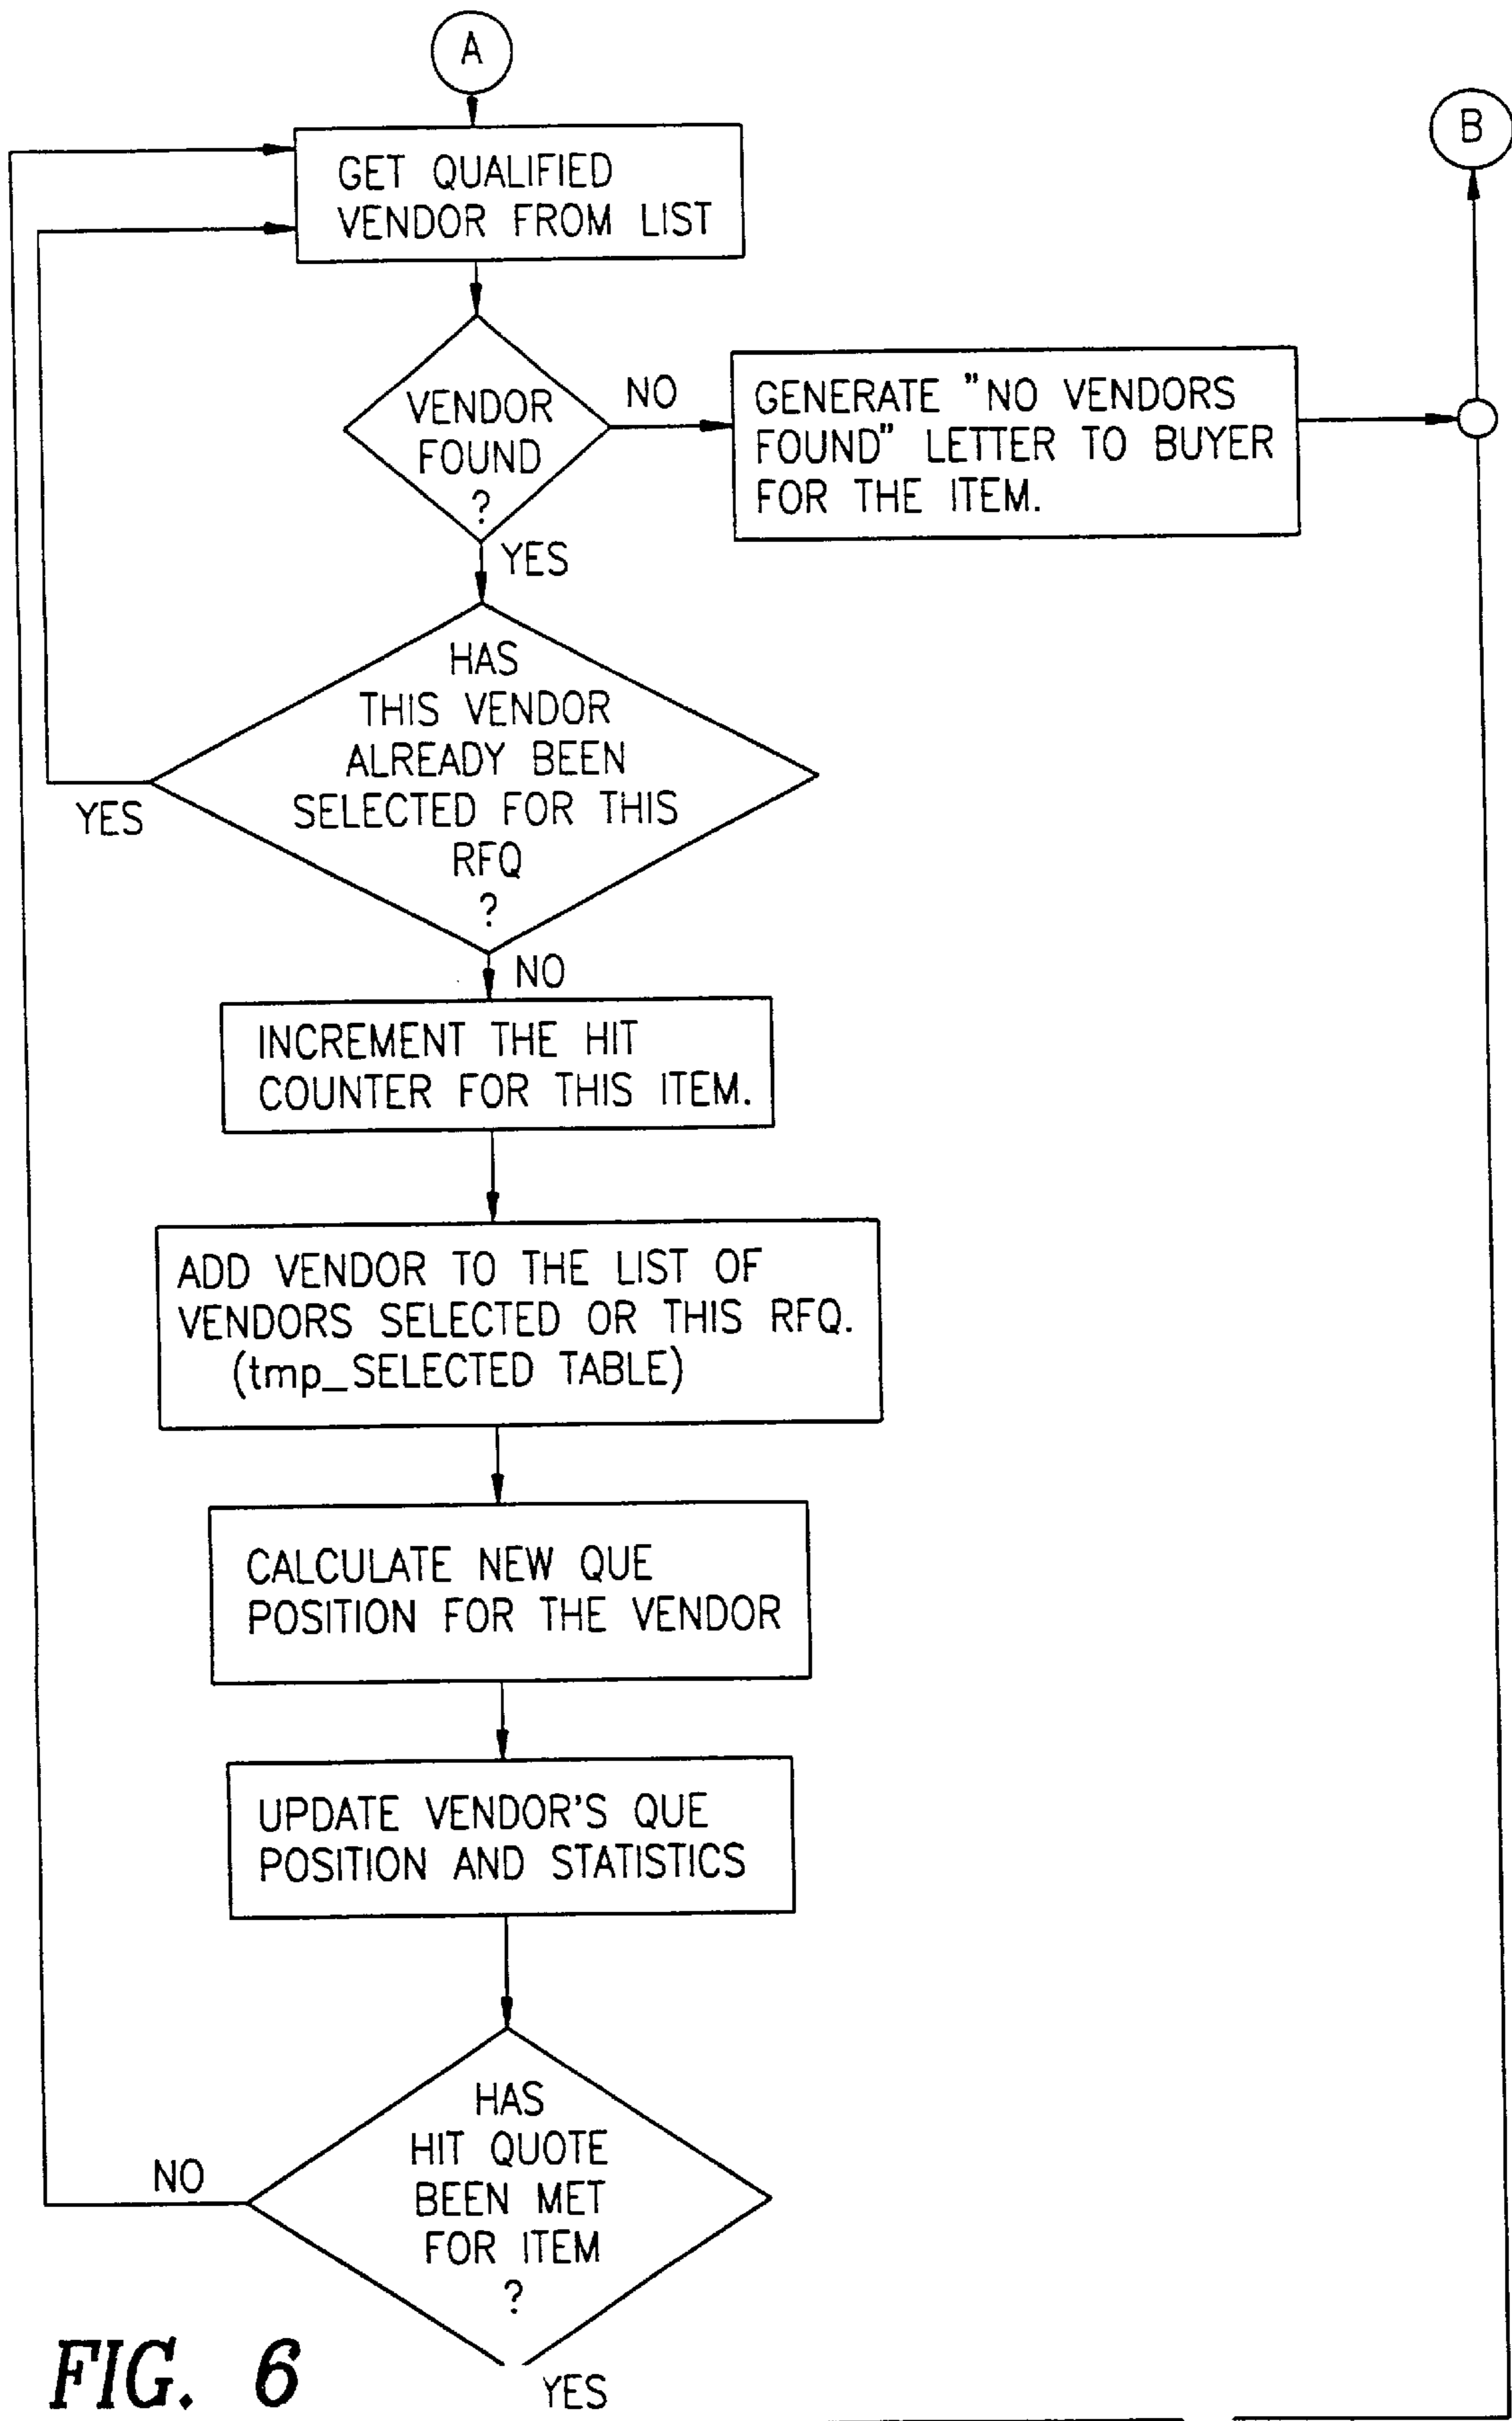 A
B
GET QUALIFIED
VENDOR FROM LIST
VENDOR
FOUND
?
NO
GENERATE "NO VENDORS
FOUND" LETTER TO BUYER
FOR THE ITEM.
YES
HAS
THIS VENDOR
ALREADY BEEN
SELECTED FOR THIS
RFQ
?
YES
NO
INCREMENT THE HIT
COUNTER FOR THIS ITEM.
ADD VENDOR TO THE LIST OF
VENDORS SELECTED OR THIS RFQ.
(tmp_SELECTED TABLE)
CALCULATE NEW QUE
POSITION FOR THE VENDOR
UPDATE VENDOR'S QUE
POSITION AND STATISTICS
HAS
HIT QUOTE
BEEN MET
FOR ITEM
?
NO
YES
FIG. 6